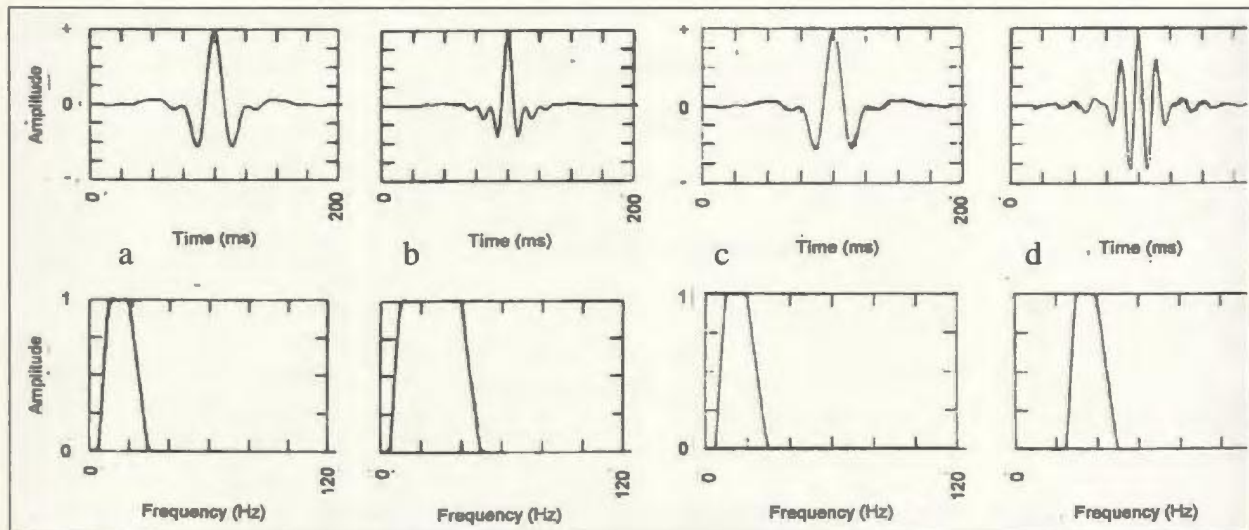 + + +
Amplitude 0 0 0
- -
0 200 0 200 0 200 0
Time (ms) Time (ms) Time (ms) Time (ms)
a b c d
1 1
Amplitude
0 0
0 120 0 120 0 120 0
Frequency (Hz) Frequency (Hz) Frequency (Hz) Frequency (Hz)